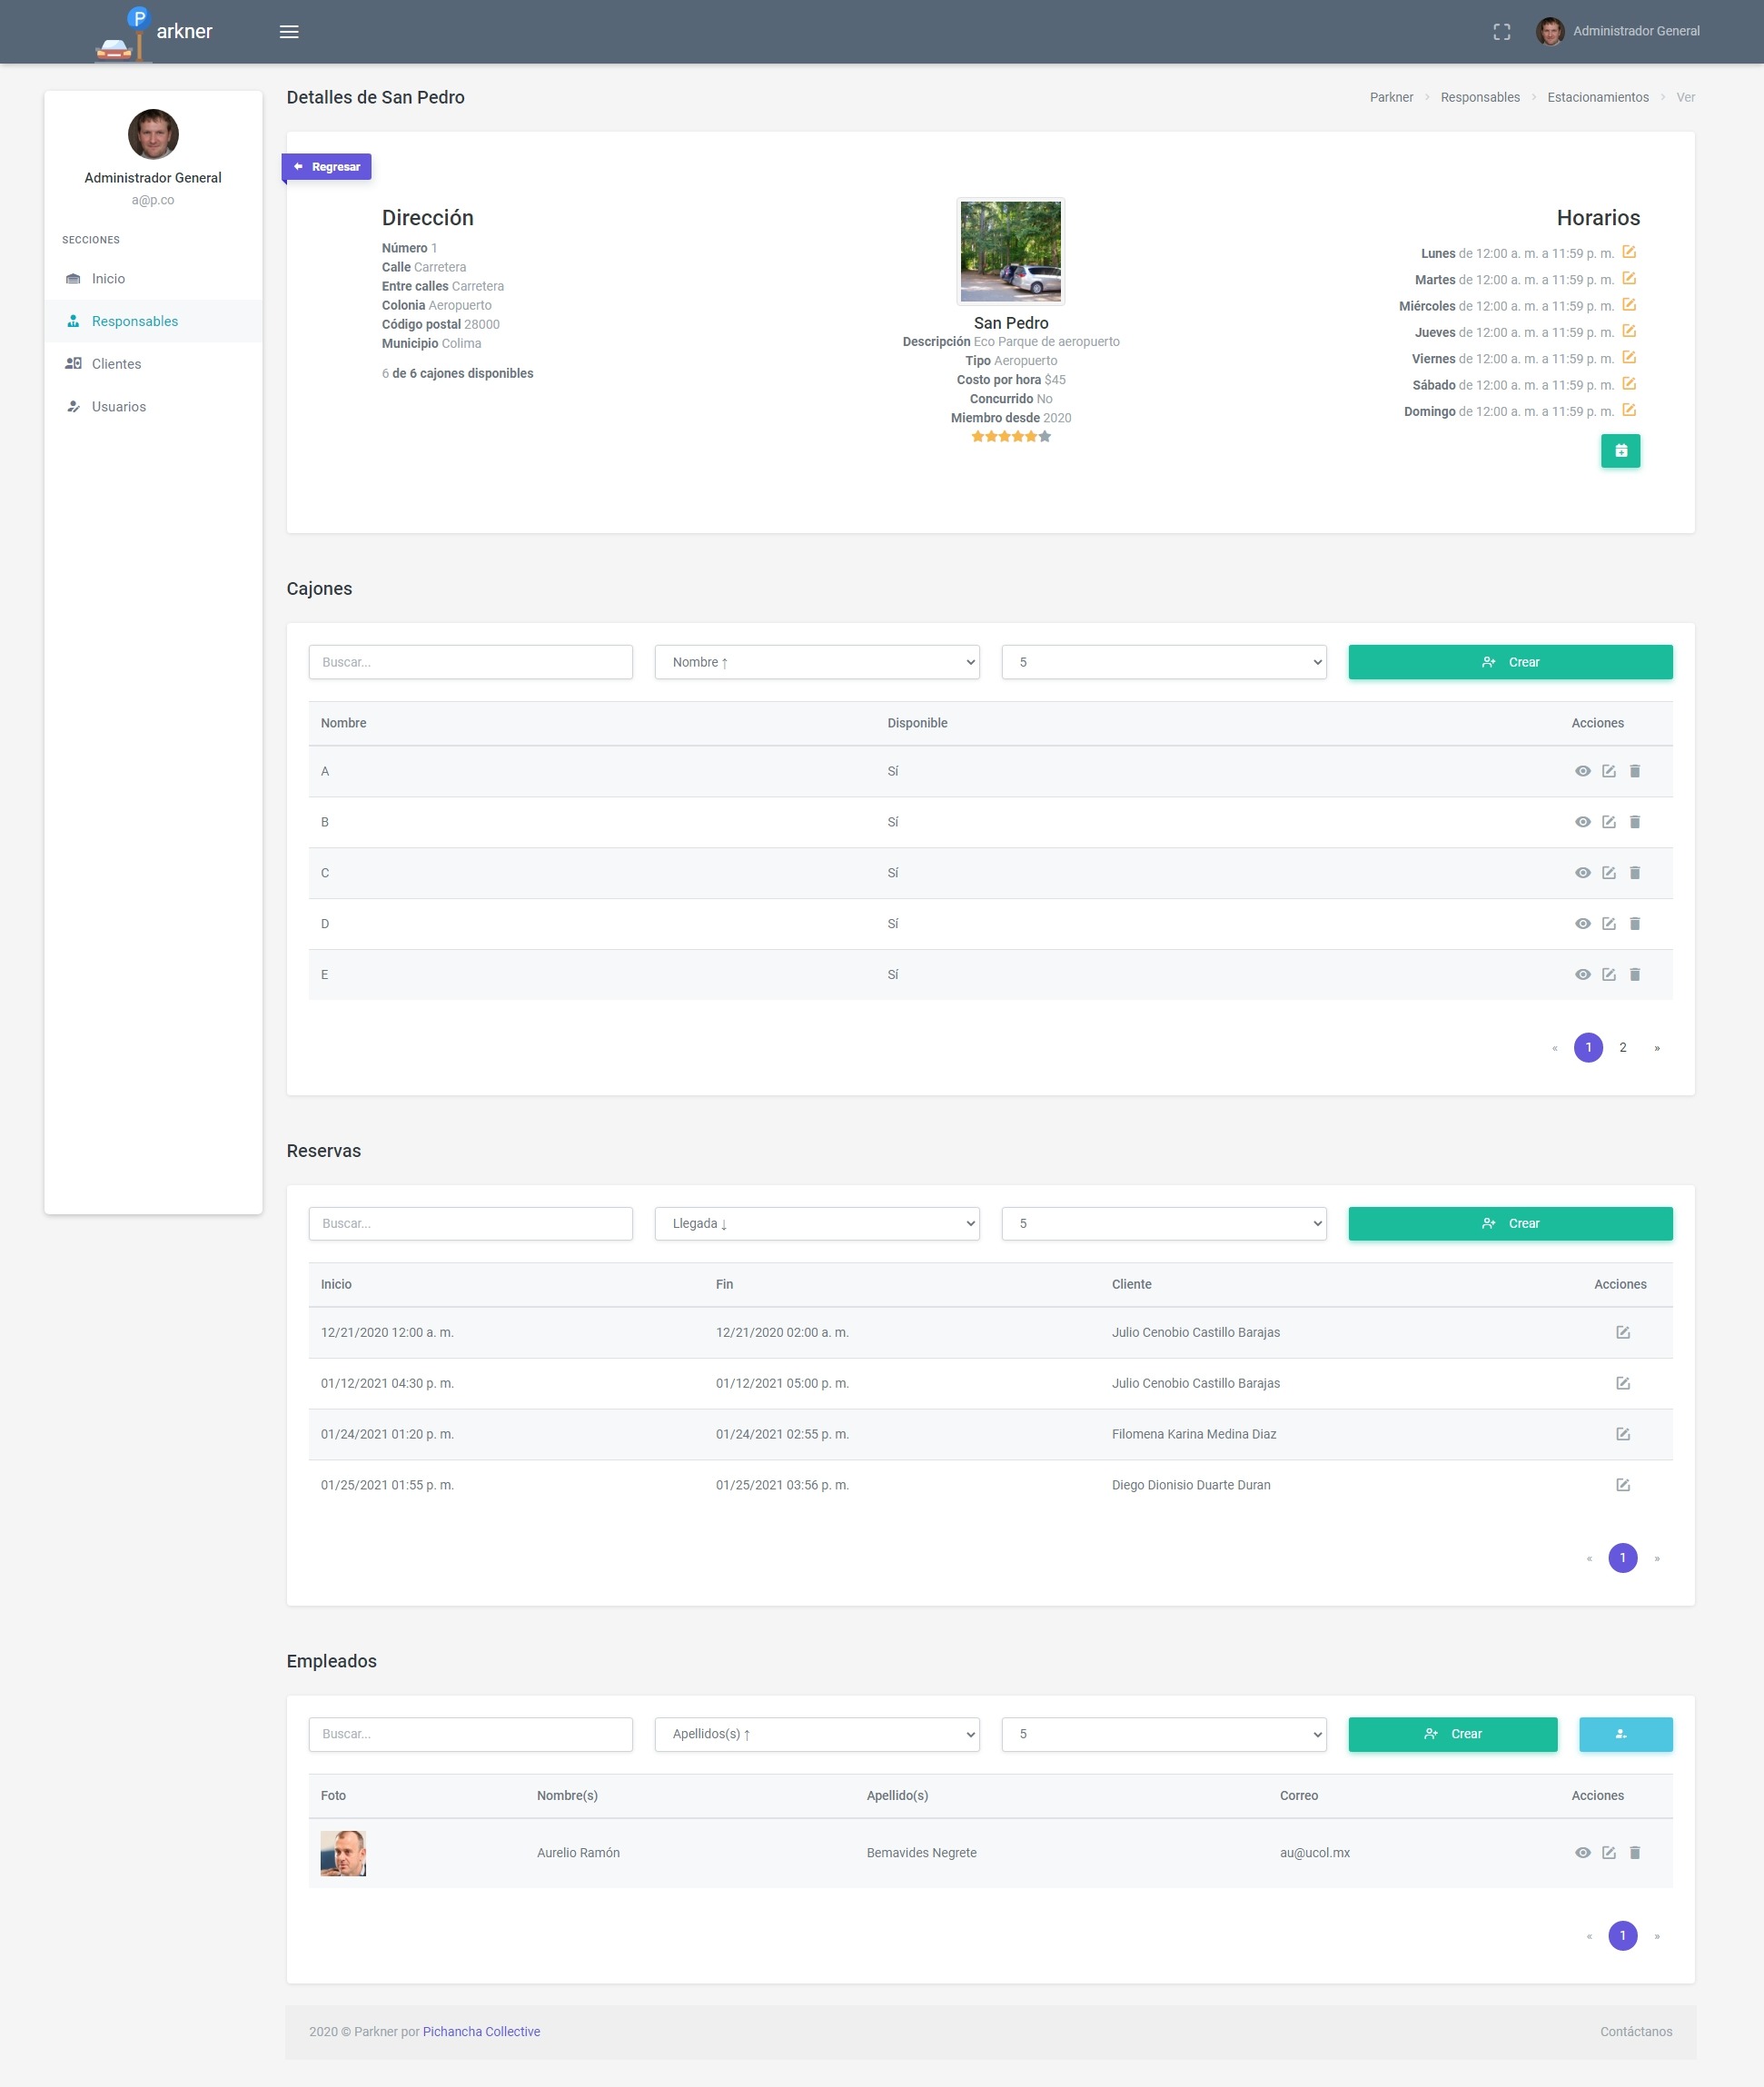 P arkner
Administrador General
Administrador General
a@p.co
SECCIONES
Inicio
Responsables
Clientes
Usuarios
Detalles de San Pedro
Parkner › Responsables › Estacionamientos › Ver
Regresar
Dirección
Número 1
Calle Carretera
Entre calles Carretera
Colonia Aeropuerto
Código postal 28000
Municipio Colima
6 de 6 cajones disponibles
San Pedro
Descripción Eco Parque de aeropuerto
Tipo Aeropuerto
Costo por hora $45
Concurrido No
Miembro desde 2020
Horarios
Lunes de 12:00 a. m. a 11:59 p. m.
Martes de 12:00 a. m. a 11:59 p. m.
Miércoles de 12:00 a. m. a 11:59 p. m.
Jueves de 12:00 a. m. a 11:59 p. m.
Viernes de 12:00 a. m. a 11:59 p. m.
Sábado de 12:00 a. m. a 11:59 p. m.
Domingo de 12:00 a. m. a 11:59 p. m.
Cajones
Buscar... Nombre ↑ 5 Crear
Nombre Disponible Acciones
A Sí
B Sí
C Sí
D Sí
E Sí
« 1 2 »
Reservas
Buscar... Llegada ↓ 5 Crear
Inicio Fin Cliente Acciones
12/21/2020 12:00 a. m. 12/21/2020 02:00 a. m. Julio Cenobio Castillo Barajas
01/12/2021 04:30 p. m. 01/12/2021 05:00 p. m. Julio Cenobio Castillo Barajas
01/24/2021 01:20 p. m. 01/24/2021 02:55 p. m. Filomena Karina Medina Diaz
01/25/2021 01:55 p. m. 01/25/2021 03:56 p. m. Diego Dionisio Duarte Duran
« 1 »
Empleados
Buscar... Apellidos(s) ↑ 5 Crear
Foto Nombre(s) Apellido(s) Correo Acciones
Aurelio Ramón Bemavides Negrete au@ucol.mx
« 1 »
2020 © Parkner por Pichancha Collective
Contáctanos